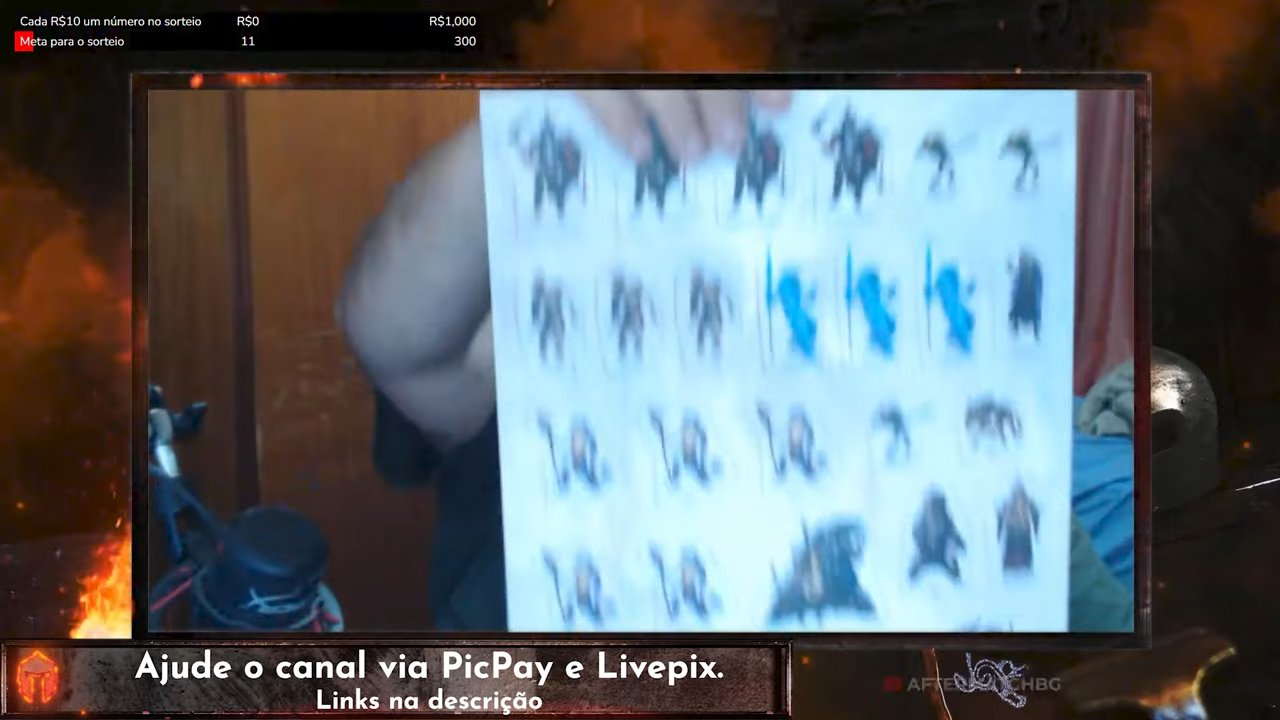 Cada R$10 um número no sorteio R$0 R$1,000
Meta para o sorteio 11 300
Ajude o canal via PicPay e Livepix.
Links na descrição